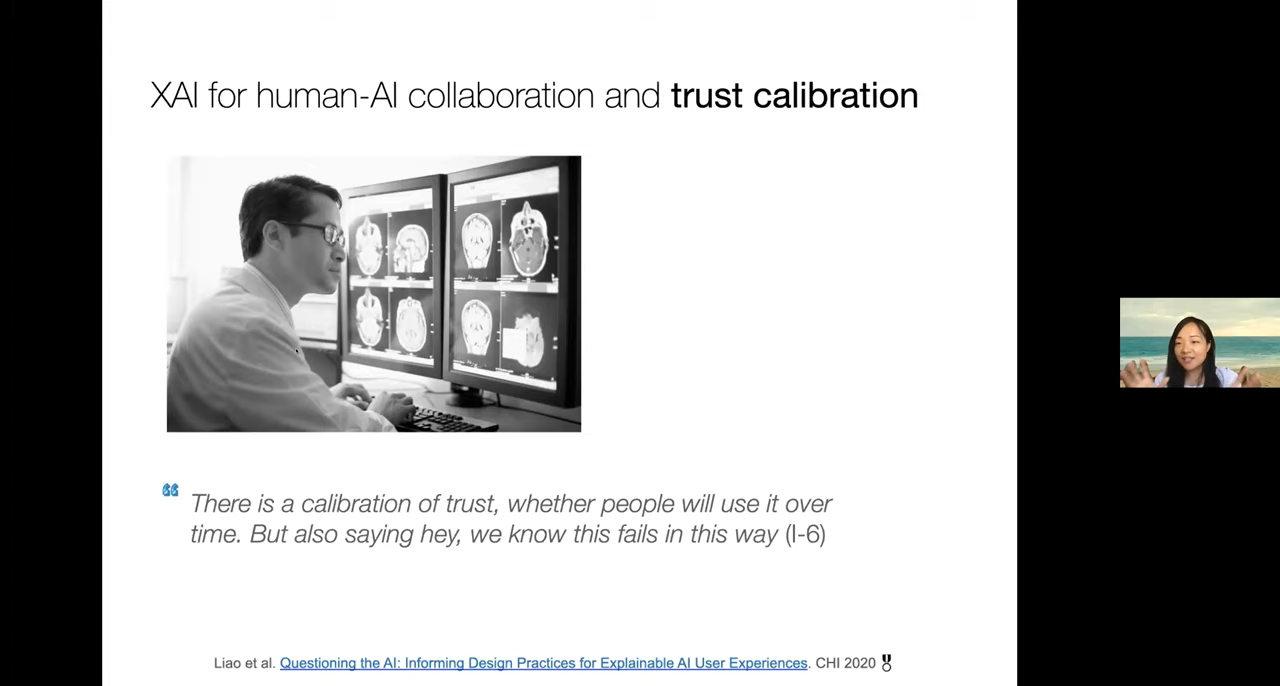 XAI for human-AI collaboration and trust calibration
“ There is a calibration of trust, whether people will use it over
time. But also saying hey, we know this fails in this way (I-6)
Liao et al. Questioning the AI: Informing Design Practices for Explainable AI User Experiences. CHI 2020